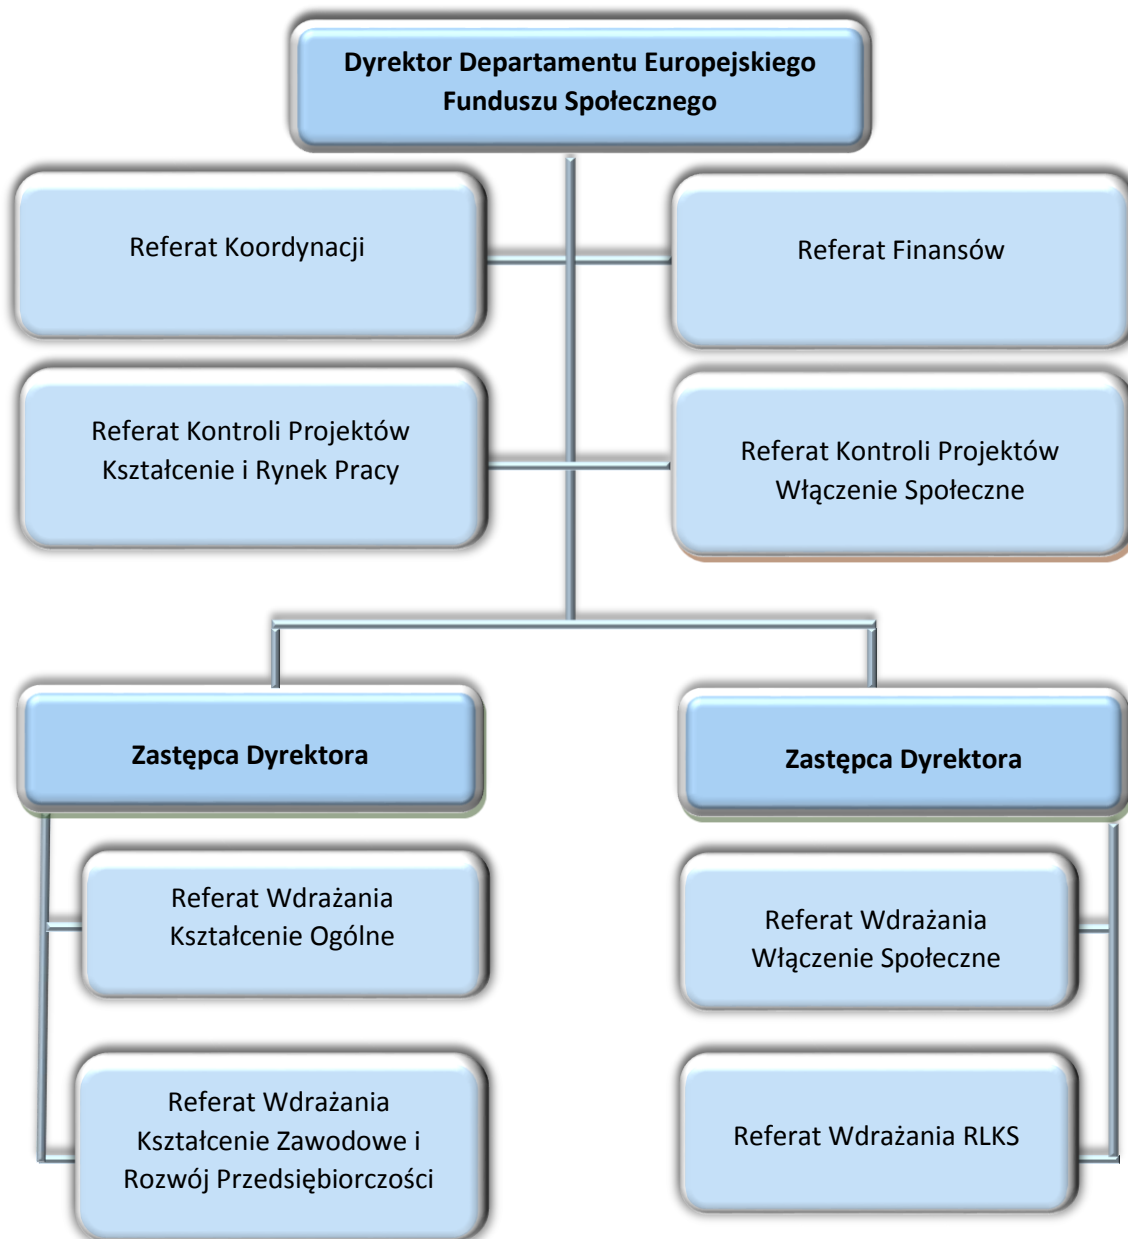 Dyrektor Departamentu Europejskiego
Funduszu Społecznego
Referat Koordynacji
Referat Finansów
Referat Kontroli Projektów
Kształcenie i Rynek Pracy
Referat Kontroli Projektów
Włączenie Społeczne
Zastępca Dyrektora
Zastępca Dyrektora
Referat Wdrażania
Kształcenie Ogólne
Referat Wdrażania
Włączenie Społeczne
Referat Wdrażania
Kształcenie Zawodowe i
Rozwój Przedsiębiorczości
Referat Wdrażania RLKS